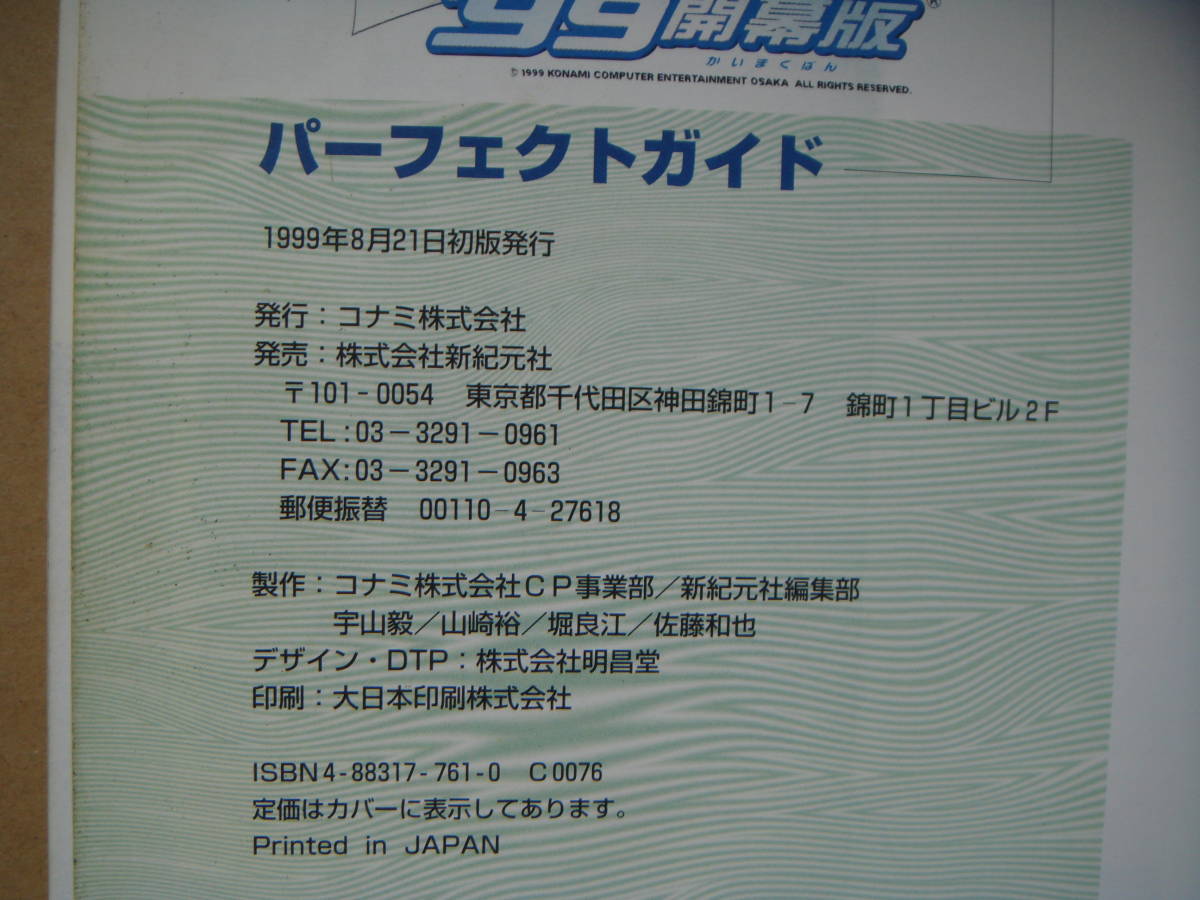 '99開幕版®
かいまくばん
© 1999 KONAMI COMPUTER ENTERTAINMENT OSAKA ALL RIGHTS RESERVED.
パーフェクトガイド
1999年8月21日初版発行
発行：コナミ株式会社
発売：株式会社新紀元社
〒101-0054　東京都千代田区神田錦町1-7　錦町1丁目ビル2F
TEL:03-3291-0961
FAX:03-3291-0963
郵便振替　00110-4-27618
製作：コナミ株式会社CP事業部／新紀元社編集部
宇山毅／山崎裕／堀良江／佐藤和也
デザイン・DTP：株式会社明昌堂
印刷：大日本印刷株式会社
ISBN4-88317-761-0　C0076
定価はカバーに表示してあります。
Printed in JAPAN